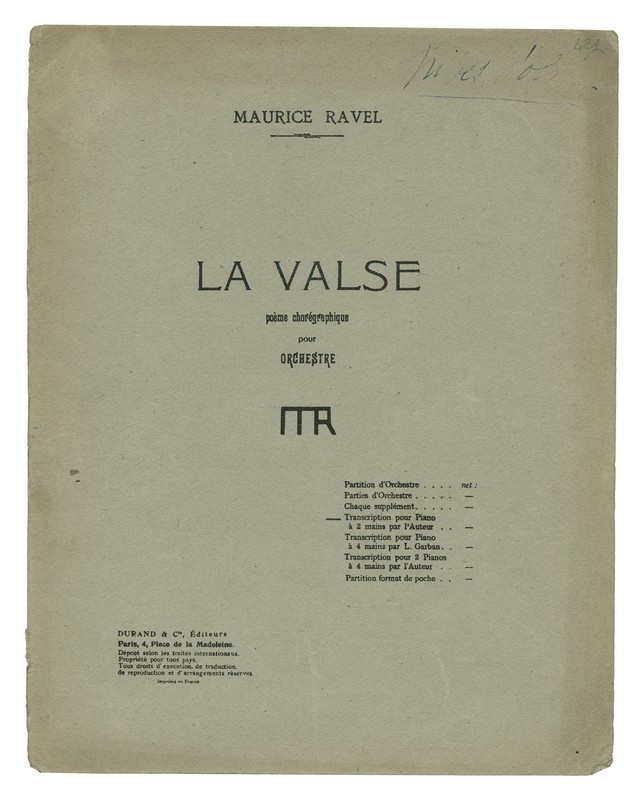 421
MAURICE RAVEL
LA VALSE
poème chorégraphique
pour
ORCHESTRE
MR
Partition d'Orchestre . . . . net :
Parties d'Orchestre . . . . . —
Chaque supplément. . . . . —
Transcription pour Piano
à 2 mains par l'Auteur . . —
Transcription pour Piano
à 4 mains par L. Garban. . —
Transcription pour 2 Pianos
à 4 mains par l'Auteur . . —
Partition format de poche . . —
DURAND & Cie, Éditeurs
Paris, 4, Place de la Madeleine.
Déposé selon les traités internationaux.
Propriété pour tous pays.
Tous droits d'exécution, de traduction,
de reproduction et d'arrangements réservés
Imprimé en France